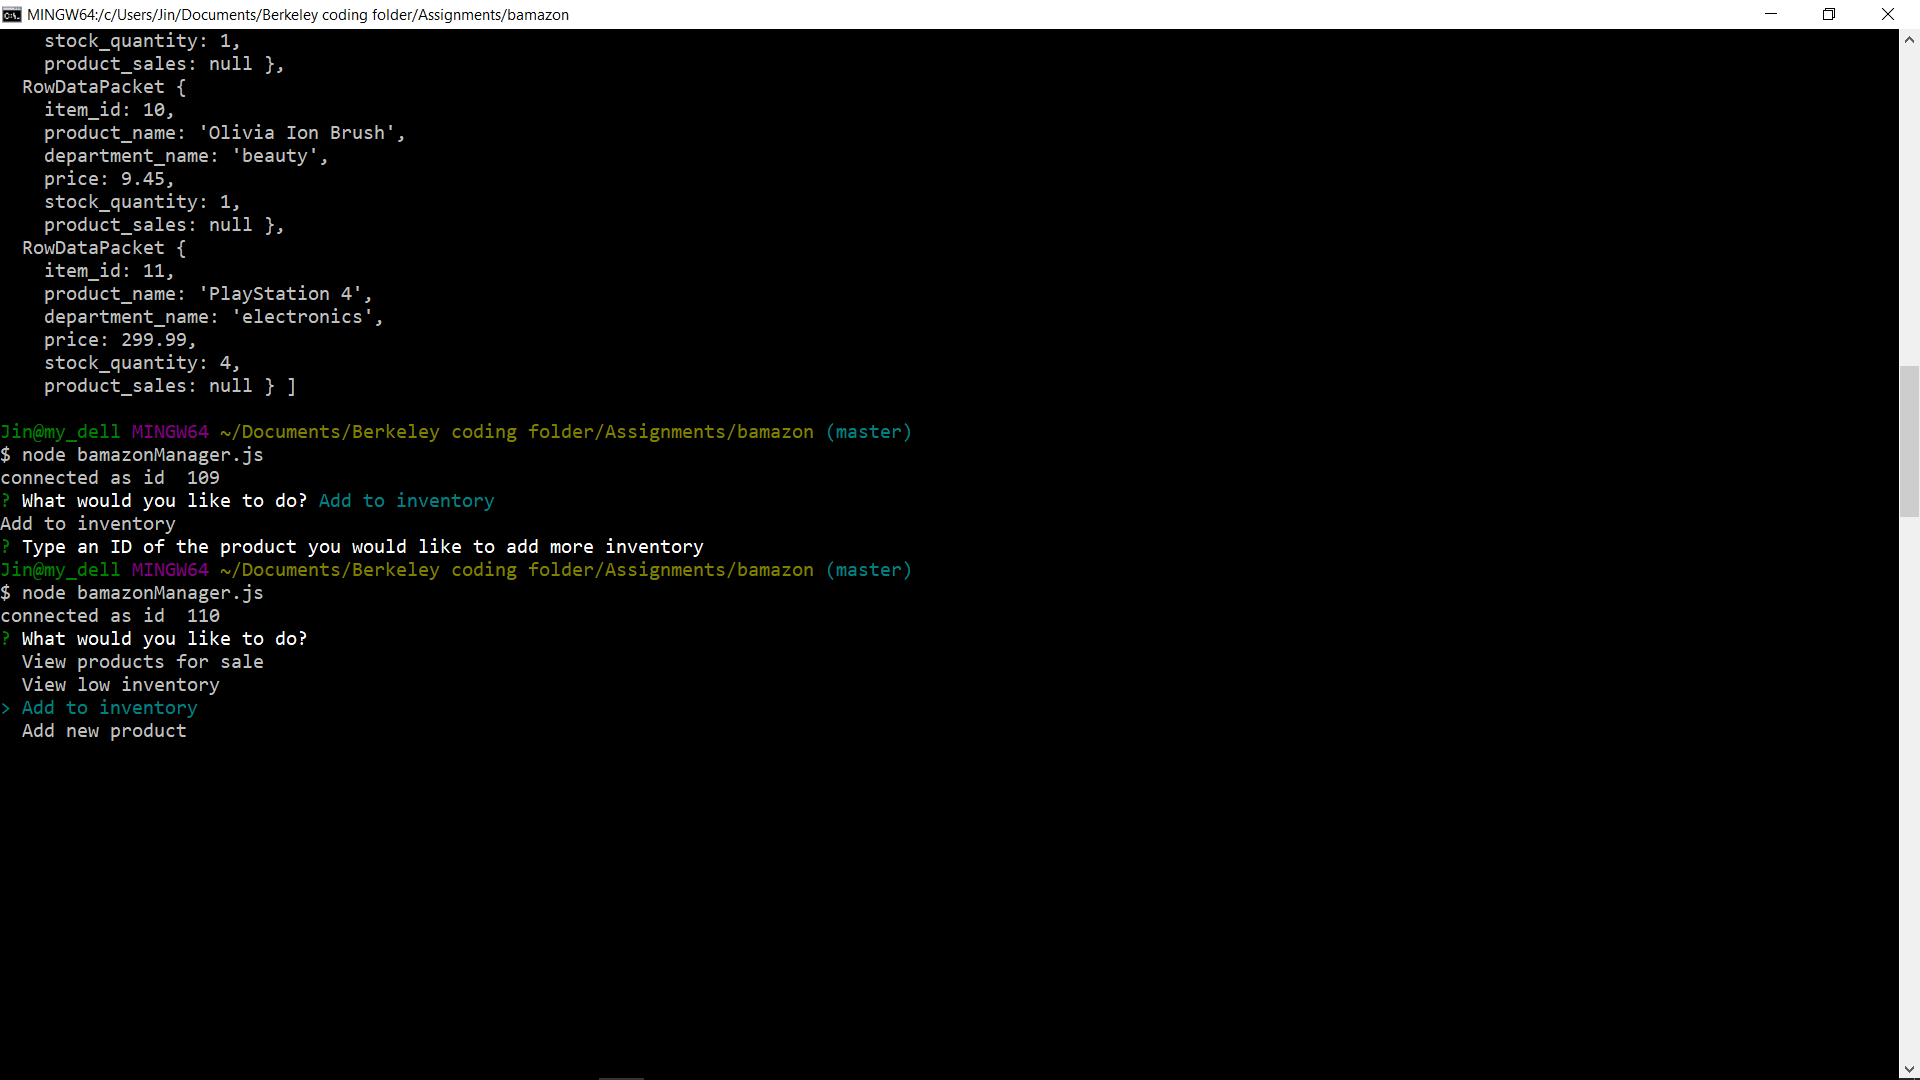 MINGW64:/c/Users/Jin/Documents/Berkeley coding folder/Assignments/bamazon
    stock_quantity: 1,
    product_sales: null },
  RowDataPacket {
    item_id: 10,
    product_name: 'Olivia Ion Brush',
    department_name: 'beauty',
    price: 9.45,
    stock_quantity: 1,
    product_sales: null },
  RowDataPacket {
    item_id: 11,
    product_name: 'PlayStation 4',
    department_name: 'electronics',
    price: 299.99,
    stock_quantity: 4,
    product_sales: null } ]
Jin@my_dell MINGW64 ~/Documents/Berkeley coding folder/Assignments/bamazon (master)
$ node bamazonManager.js
connected as id  109
? What would you like to do? Add to inventory
Add to inventory
? Type an ID of the product you would like to add more inventory
Jin@my_dell MINGW64 ~/Documents/Berkeley coding folder/Assignments/bamazon (master)
$ node bamazonManager.js
connected as id  110
? What would you like to do?
  View products for sale
  View low inventory
> Add to inventory
  Add new product